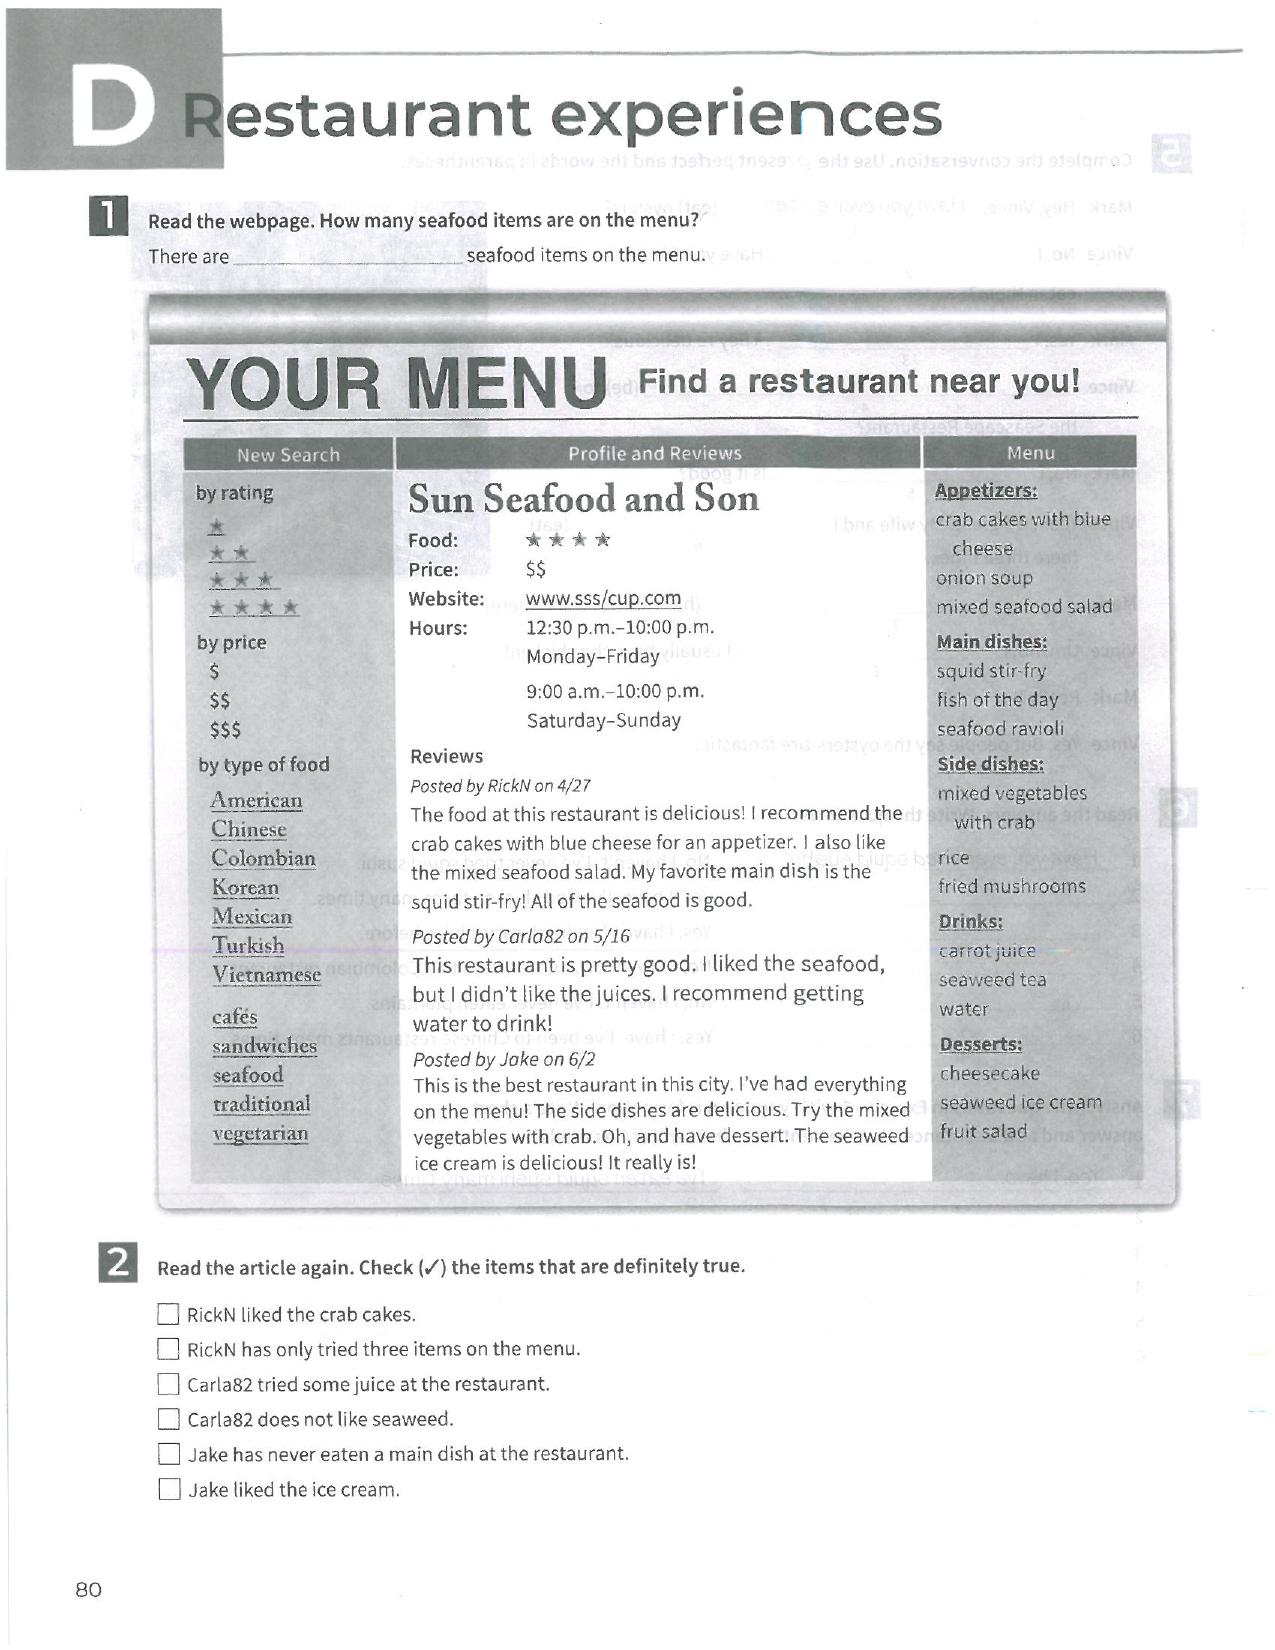 D Restaurant experiences
1 Read the webpage. How many seafood items are on the menu?
There are ______________ seafood items on the menu.
YOUR MENU Find a restaurant near you!
New Search
by rating
★
★★
★★★
★★★★
by price
$
$$
$$$
by type of food
American
Chinese
Colombian
Korean
Mexican
Turkish
Vietnamese
cafés
sandwiches
seafood
traditional
vegetarian
Profile and Reviews
Sun Seafood and Son
Food: ★★★★
Price: $$
Website: www.sss/cup.com
Hours: 12:30 p.m.–10:00 p.m.
Monday–Friday
9:00 a.m.–10:00 p.m.
Saturday–Sunday
Reviews
Posted by RickN on 4/27
The food at this restaurant is delicious! I recommend the
crab cakes with blue cheese for an appetizer. I also like
the mixed seafood salad. My favorite main dish is the
squid stir-fry! All of the seafood is good.
Posted by Carla82 on 5/16
This restaurant is pretty good. I liked the seafood,
but I didn't like the juices. I recommend getting
water to drink!
Posted by Jake on 6/2
This is the best restaurant in this city. I've had everything
on the menu! The side dishes are delicious. Try the mixed
vegetables with crab. Oh, and have dessert: The seaweed
ice cream is delicious! It really is!
Menu
Appetizers:
crab cakes with blue
cheese
onion soup
mixed seafood salad
Main dishes:
squid stir-fry
fish of the day
seafood ravioli
Side dishes:
mixed vegetables
with crab
rice
fried mushrooms
Drinks:
carrot juice
seaweed tea
water
Desserts:
cheesecake
seaweed ice cream
fruit salad
2 Read the article again. Check (✓) the items that are definitely true.
☐ RickN liked the crab cakes.
☐ RickN has only tried three items on the menu.
☐ Carla82 tried some juice at the restaurant.
☐ Carla82 does not like seaweed.
☐ Jake has never eaten a main dish at the restaurant.
☐ Jake liked the ice cream.
80